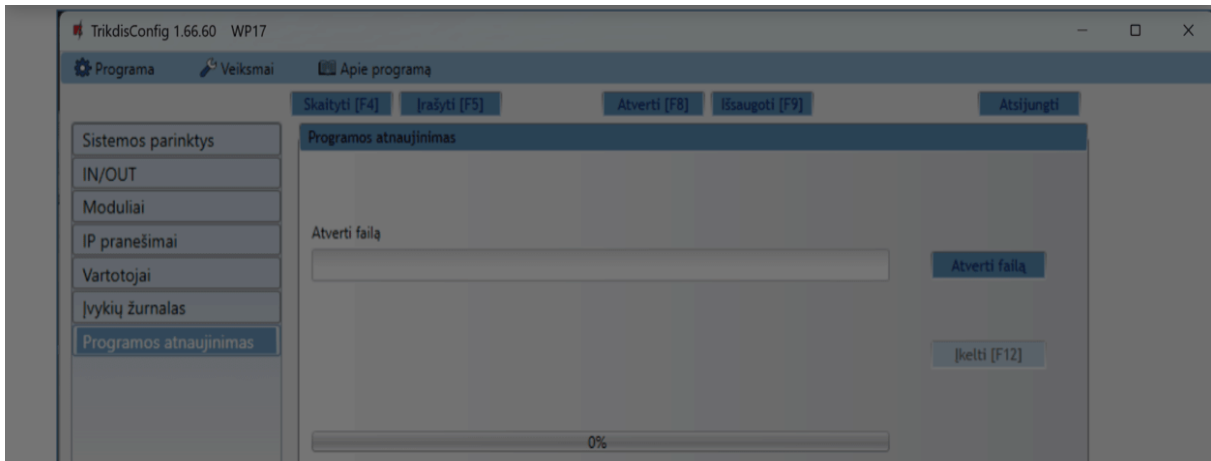 TrikdisConfig 1.66.60 WP17
Programa Veiksmai Apie programą
Skaityti [F4] Įrašyti [F5] Atverti [F8] Išsaugoti [F9] Atsijungti
Sistemos parinktys
IN/OUT
Moduliai
IP pranešimai
Vartotojai
Įvykių žurnalas
Programos atnaujinimas
Programos atnaujinimas
Atverti failą
Atverti failą
Įkelti [F12]
0%